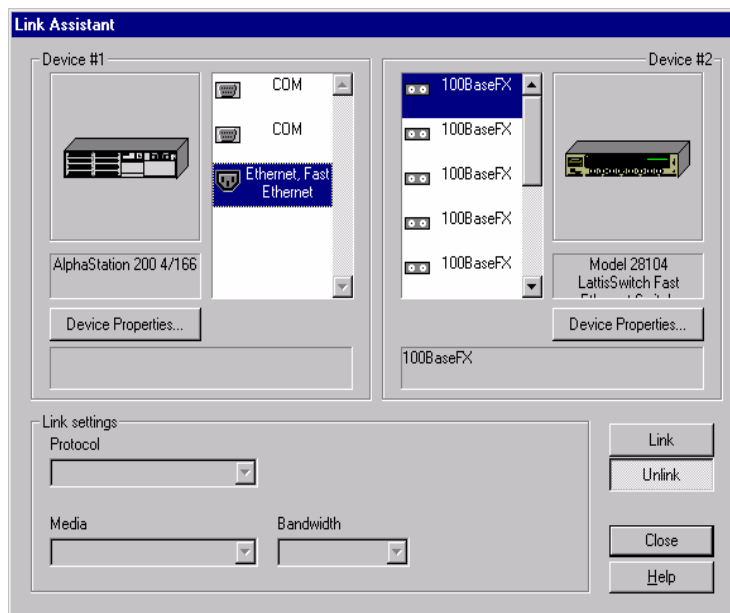 Link Assistant
Device #1
Device #2
COM
COM
Ethernet, Fast
Ethernet
100BaseFX
100BaseFX
100BaseFX
100BaseFX
100BaseFX
AlphaStation 200 4/166
Model 28104
LattisSwitch Fast
Device Properties...
Device Properties...
100BaseFX
Link settings
Protocol
Media
Bandwidth
Link
Unlink
Close
Help